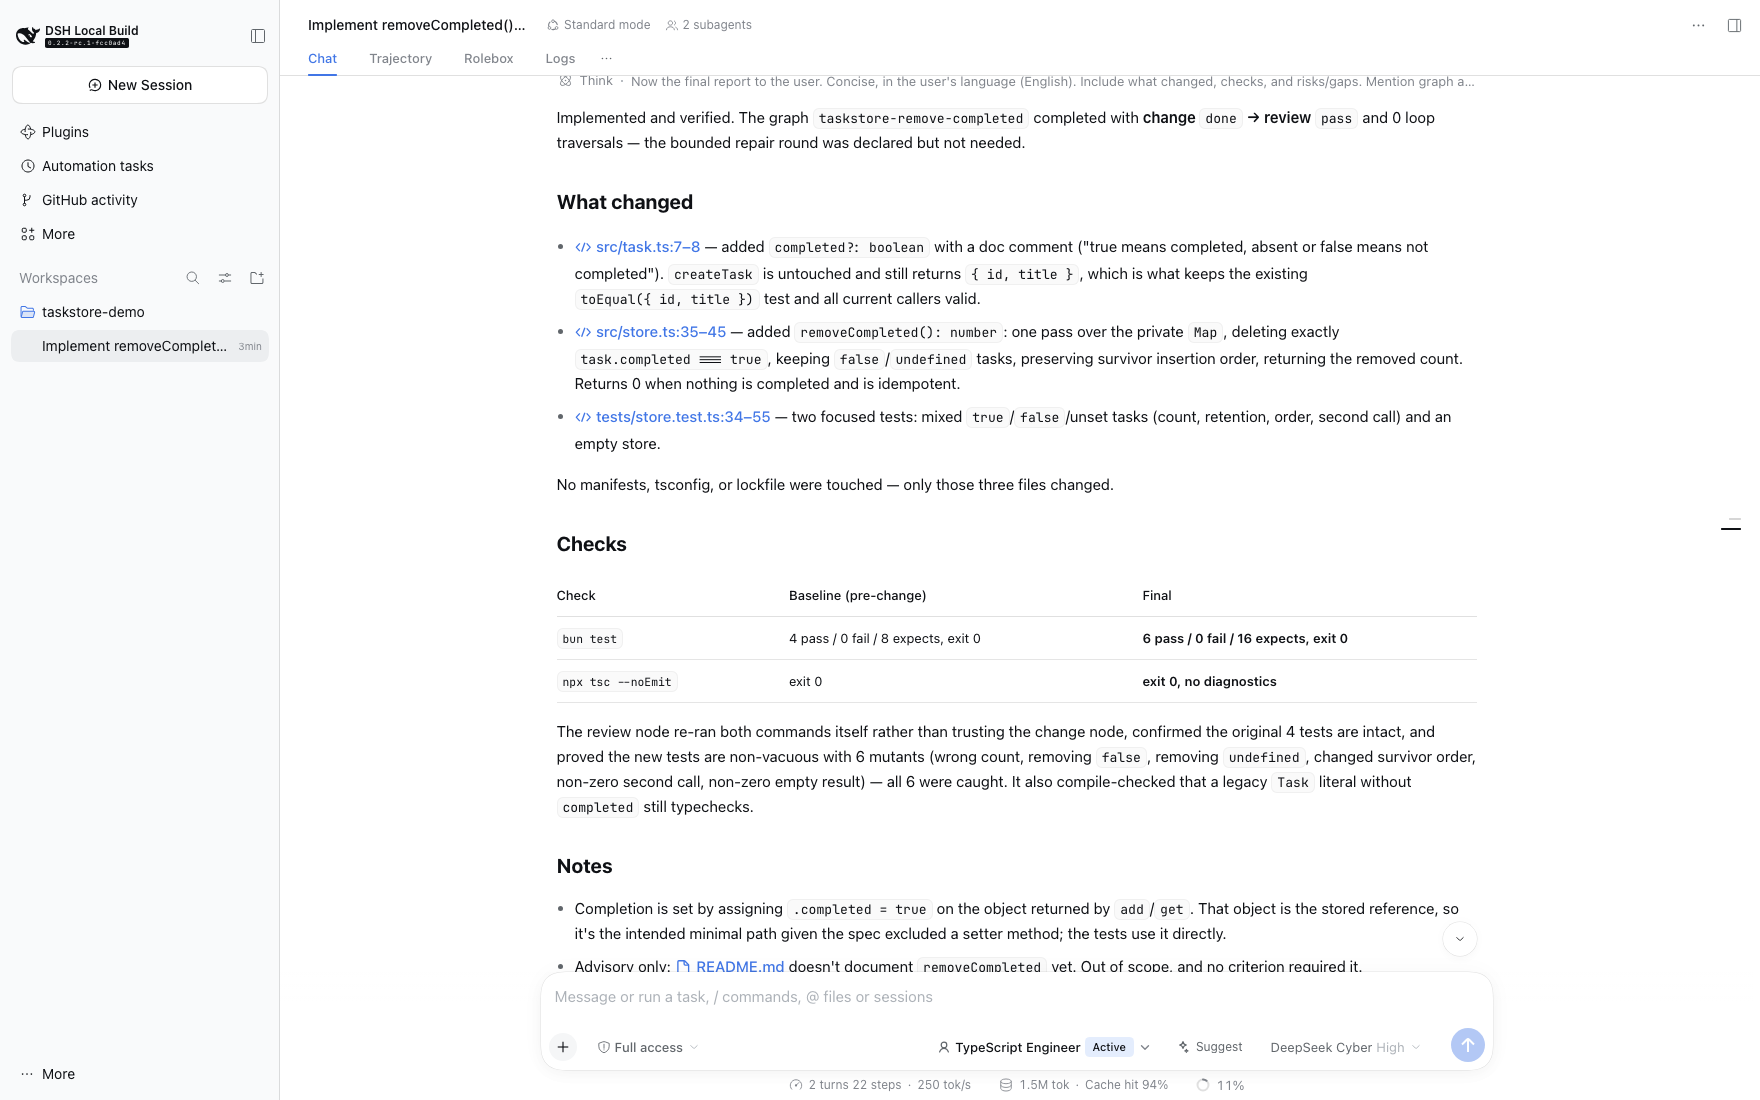 DSH Local Build
0.2.2-rc.1-fcc0ad4
New Session
Plugins
Automation tasks
GitHub activity
More
Workspaces
taskstore-demo
Implement removeComplet... 3min
More
Implement removeCompleted()... Standard mode 2 subagents
Chat Trajectory Rolebox Logs
Think · Now the final report to the user. Concise, in the user's language (English). Include what changed, checks, and risks/gaps. Mention graph a...
Implemented and verified. The graph taskstore-remove-completed completed with change done → review pass and 0 loop
traversals — the bounded repair round was declared but not needed.
What changed
• </> src/task.ts:7–8 — added completed?: boolean with a doc comment ("true means completed, absent or false means not
completed"). createTask is untouched and still returns { id, title }, which is what keeps the existing
toEqual({ id, title }) test and all current callers valid.
• </> src/store.ts:35–45 — added removeCompleted(): number: one pass over the private Map, deleting exactly
task.completed === true, keeping false / undefined tasks, preserving survivor insertion order, returning the removed count.
Returns 0 when nothing is completed and is idempotent.
• </> tests/store.test.ts:34–55 — two focused tests: mixed true / false /unset tasks (count, retention, order, second call) and an
empty store.
No manifests, tsconfig, or lockfile were touched — only those three files changed.
Checks
Check Baseline (pre-change) Final
bun test 4 pass / 0 fail / 8 expects, exit 0 6 pass / 0 fail / 16 expects, exit 0
npx tsc --noEmit exit 0 exit 0, no diagnostics
The review node re-ran both commands itself rather than trusting the change node, confirmed the original 4 tests are intact, and
proved the new tests are non-vacuous with 6 mutants (wrong count, removing false, removing undefined, changed survivor order,
non-zero second call, non-zero empty result) — all 6 were caught. It also compile-checked that a legacy Task literal without
completed still typechecks.
Notes
• Completion is set by assigning .completed = true on the object returned by add / get. That object is the stored reference, so
it's the intended minimal path given the spec excluded a setter method; the tests use it directly.
• Advisory only: README.md doesn't document removeCompleted yet. Out of scope, and no criterion required it.
Message or run a task, / commands, @ files or sessions
Full access TypeScript Engineer Active Suggest DeepSeek Cyber High
2 turns 22 steps · 250 tok/s 1.5M tok · Cache hit 94% 11%